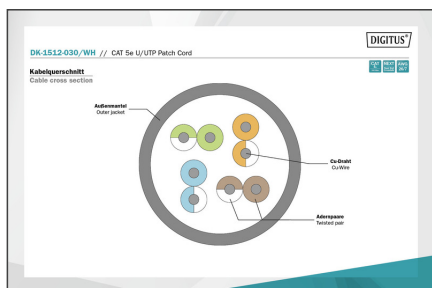 DIGITUS®
DK-1512-030/WH // CAT 5e U/UTP Patch Cord
Kabelquerschnitt
Cable cross section
Außenmantel
Outer jacket
Cu-Draht
Cu-Wire
Adernpaare
Twisted pair